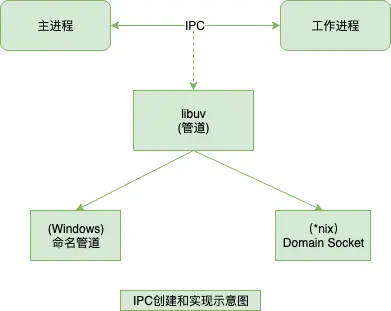 主进程
IPC
工作进程
libuv
(管道)
(Windows)
命名管道
(*nix)
Domain Socket
IPC创建和实现示意图